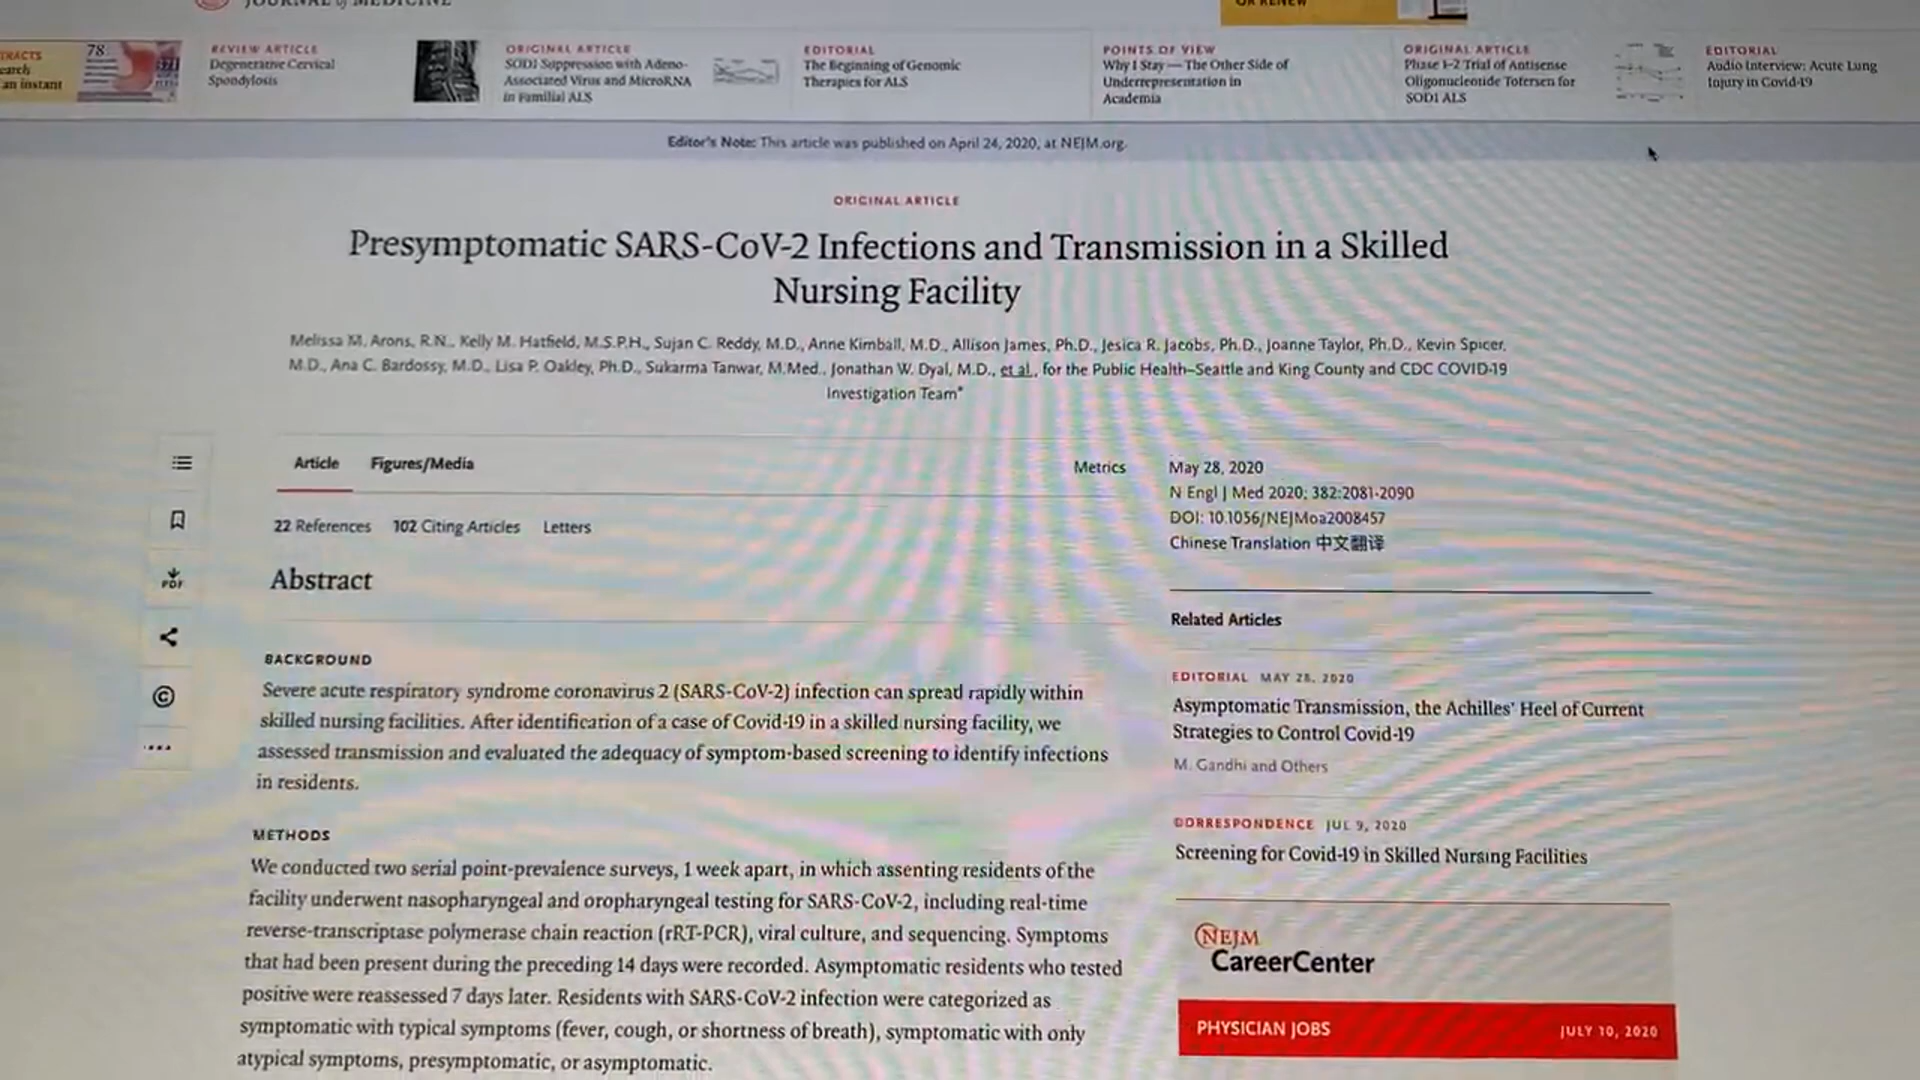 JOURNAL of MEDICINE
OR RENEW
TRACTS
earch
an instant
78
REVIEW ARTICLE
Degenerative Cervical
Spondylosis
ORIGINAL ARTICLE
SOD1 Suppression with Adeno-
Associated Virus and MicroRNA
in Familial ALS
EDITORIAL
The Beginning of Genomic
Therapies for ALS
POINTS OF VIEW
Why I Stay — The Other Side of
Underrepresentation in
Academia
ORIGINAL ARTICLE
Phase 1–2 Trial of Antisense
Oligonucleotide Tofersen for
SOD1 ALS
EDITORIAL
Audio Interview: Acute Lung
Injury in Covid-19
Editor's Note: This article was published on April 24, 2020, at NEJM.org.
ORIGINAL ARTICLE
Presymptomatic SARS-CoV-2 Infections and Transmission in a Skilled
Nursing Facility
Melissa M. Arons, R.N., Kelly M. Hatfield, M.S.P.H., Sujan C. Reddy, M.D., Anne Kimball, M.D., Allison James, Ph.D., Jesica R. Jacobs, Ph.D., Joanne Taylor, Ph.D., Kevin Spicer,
M.D., Ana C. Bardossy, M.D., Lisa P. Oakley, Ph.D., Sukarma Tanwar, M.Med., Jonathan W. Dyal, M.D., et al., for the Public Health–Seattle and King County and CDC COVID-19
Investigation Team*
Article Figures/Media
Metrics
22 References 102 Citing Articles Letters
May 28, 2020
N Engl J Med 2020; 382:2081-2090
DOI: 10.1056/NEJMoa2008457
Chinese Translation 中文翻译
PDF
Abstract
BACKGROUND
Severe acute respiratory syndrome coronavirus 2 (SARS-CoV-2) infection can spread rapidly within
skilled nursing facilities. After identification of a case of Covid-19 in a skilled nursing facility, we
assessed transmission and evaluated the adequacy of symptom-based screening to identify infections
in residents.
METHODS
We conducted two serial point-prevalence surveys, 1 week apart, in which assenting residents of the
facility underwent nasopharyngeal and oropharyngeal testing for SARS-CoV-2, including real-time
reverse-transcriptase polymerase chain reaction (rRT-PCR), viral culture, and sequencing. Symptoms
that had been present during the preceding 14 days were recorded. Asymptomatic residents who tested
positive were reassessed 7 days later. Residents with SARS-CoV-2 infection were categorized as
symptomatic with typical symptoms (fever, cough, or shortness of breath), symptomatic with only
atypical symptoms, presymptomatic, or asymptomatic.
Related Articles
EDITORIAL MAY 28, 2020
Asymptomatic Transmission, the Achilles' Heel of Current
Strategies to Control Covid-19
M. Gandhi and Others
CORRESPONDENCE JUL 9, 2020
Screening for Covid-19 in Skilled Nursing Facilities
NEJM
CareerCenter
PHYSICIAN JOBS JULY 10, 2020